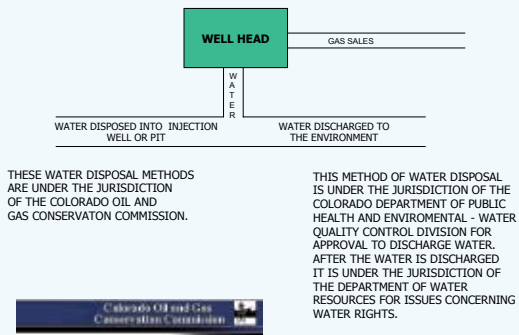 WELL HEAD
GAS SALES
W
A
T
E
R
WATER DISPOSED INTO INJECTION
WELL OR PIT
WATER DISCHARGED TO
THE ENVIRONMENT
THESE WATER DISPOSAL METHODS
ARE UNDER THE JURISDICTION
OF THE COLORADO OIL AND
GAS CONSERVATON COMMISSION.
THIS METHOD OF WATER DISPOSAL
IS UNDER THE JURISDICTION OF THE
COLORADO DEPARTMENT OF PUBLIC
HEALTH AND ENVIROMENTAL - WATER
QUALITY CONTROL DIVISION FOR
APPROVAL TO DISCHARGE WATER.
AFTER THE WATER IS DISCHARGED
IT IS UNDER THE JURISDICTION OF
THE DEPARTMENT OF WATER
RESOURCES FOR ISSUES CONCERNING
WATER RIGHTS.
Colorado Oil and Gas
Conservation Commission